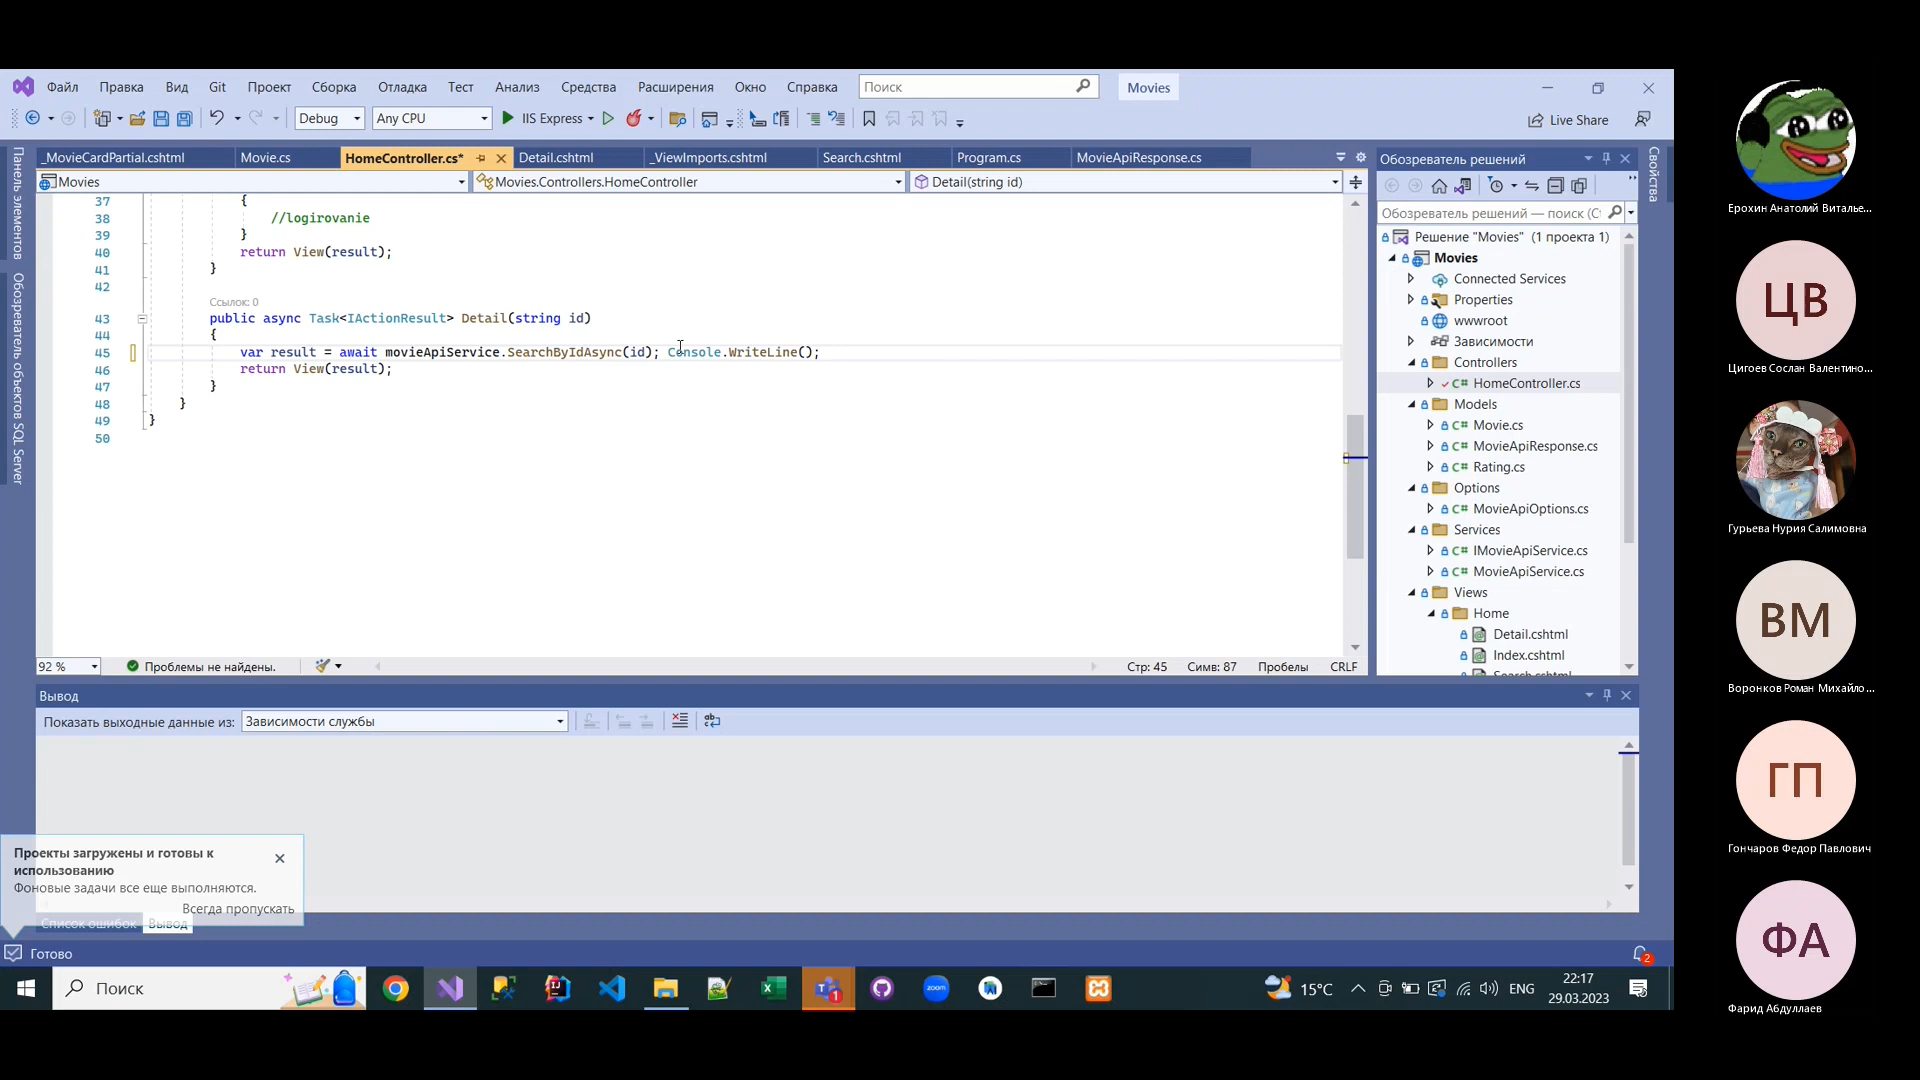 Файл Правка Вид Git Проект Сборка Отладка Тест Анализ Средства Расширения Окно Справка Поиск Movies
Debug Any CPU IIS Express Live Share
_MovieCardPartial.cshtml Movie.cs HomeController.cs* Detail.cshtml _ViewImports.cshtml Search.cshtml Program.cs MovieApiResponse.cs
Movies Movies.Controllers.HomeController Detail(string id)
Панель элементов
Обозреватель объектов SQL Server
37 {
38 //logirovanie
39 }
40 return View(result);
41 }
42
Ссылок: 0
43 public async Task<IActionResult> Detail(string id)
44 {
45 var result = await movieApiService.SearchByIdAsync(id); Console.WriteLine();
46 return View(result);
47 }
48 }
49 }
50
92 % Проблемы не найдены. Стр: 45 Симв: 87 Пробелы CRLF
Обозреватель решений
Свойства
Обозреватель решений — поиск (C
Решение "Movies" (1 проекта 1)
Movies
Connected Services
Properties
wwwroot
Зависимости
Controllers
C# HomeController.cs
Models
C# Movie.cs
C# MovieApiResponse.cs
C# Rating.cs
Options
C# MovieApiOptions.cs
Services
C# IMovieApiService.cs
C# MovieApiService.cs
Views
Home
Detail.cshtml
Index.cshtml
Search.cshtml
Вывод
Показать выходные данные из: Зависимости службы
Проекты загружены и готовы к
использованию
Фоновые задачи все еще выполняются.
Всегда пропускать
Список ошибок Вывод
Готово 2
Поиск zoom 1 15°C ENG 22:17
29.03.2023
Ерохин Анатолий Виталье...
ЦВ
Цигоев Сослан Валентино...
Гурьева Нурия Салимовна
ВМ
Воронков Роман Михайло...
ГП
Гончаров Федор Павлович
ФА
Фарид Абдуллаев